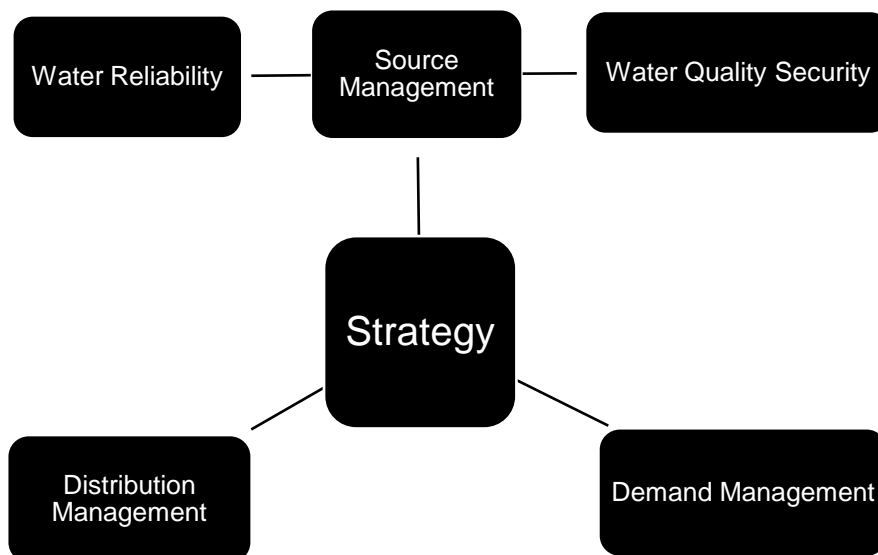 Water Reliability
Source
Management
Water Quality Security
Strategy
Distribution
Management
Demand Management